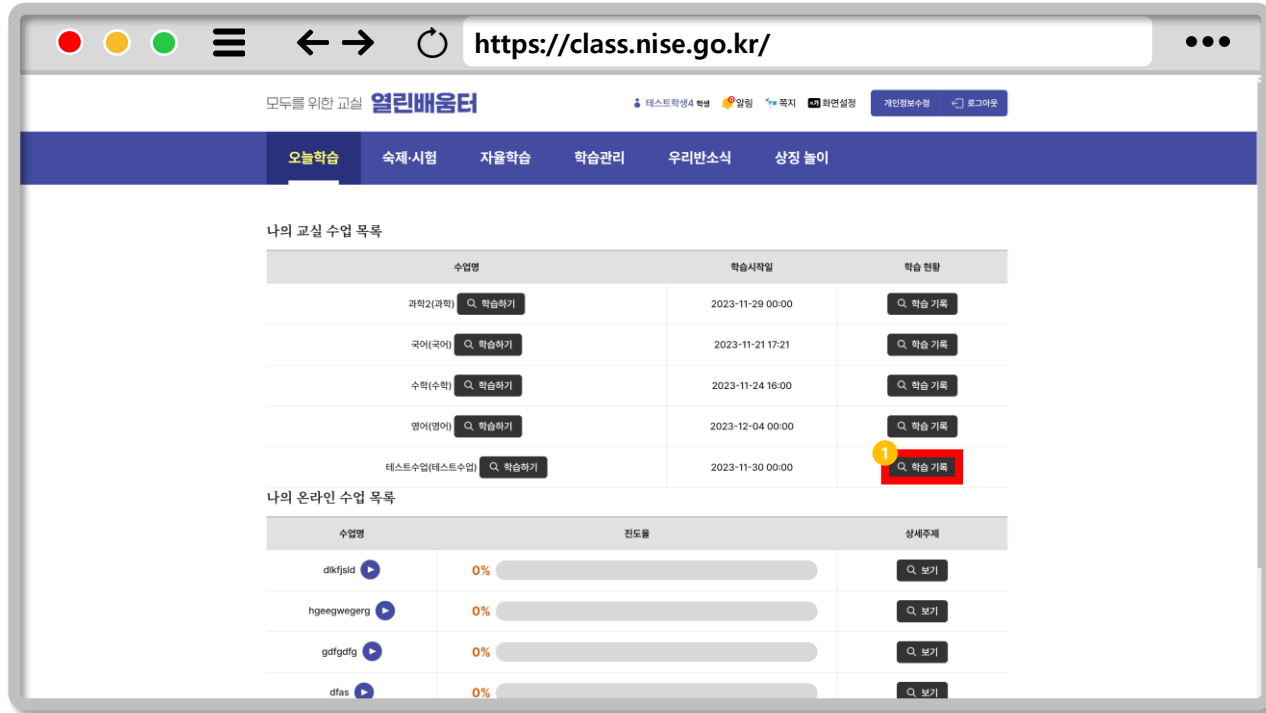 https://class.nise.go.kr/
모두를 위한 교실 열린배움터
테스트학생4 학생 알림 쪽지 화면설정 개인정보수정 로그아웃
오늘학습 숙제·시험 자율학습 학습관리 우리반소식 상징 놀이
나의 교실 수업 목록
수업명 학습시작일 학습 현황
과학2(과학) 학습하기 2023-11-29 00:00 학습 기록
국어(국어) 학습하기 2023-11-21 17:21 학습 기록
수학(수학) 학습하기 2023-11-24 16:00 학습 기록
영어(영어) 학습하기 2023-12-04 00:00 학습 기록
1
테스트수업(테스트수업) 학습하기 2023-11-30 00:00 학습 기록
나의 온라인 수업 목록
수업명 진도율 상세주제
dlkfjsld 0% 보기
hgeegwegerg 0% 보기
gdfgdfg 0% 보기
dfas 0% 보기